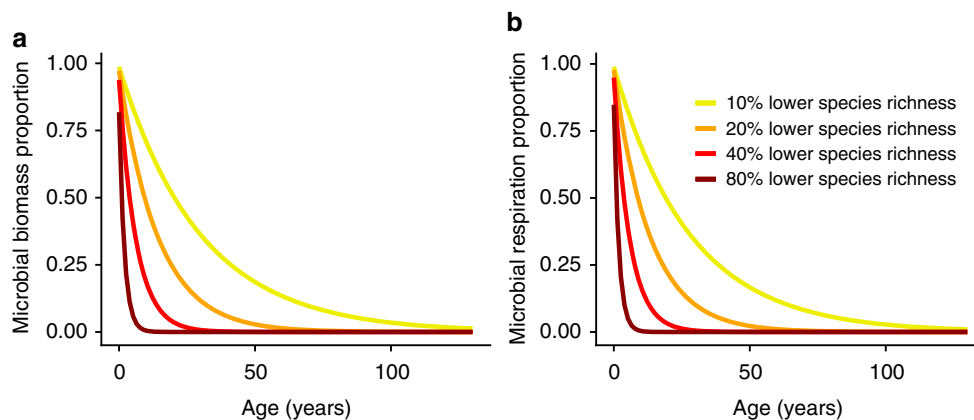 a
Microbial biomass proportion
1.00
0.75
0.50
0.25
0.00
0
50
100
Age (years)
b
Microbial respiration proportion
1.00
0.75
0.50
0.25
0.00
10% lower species richness
20% lower species richness
40% lower species richness
80% lower species richness
0
50
100
Age (years)